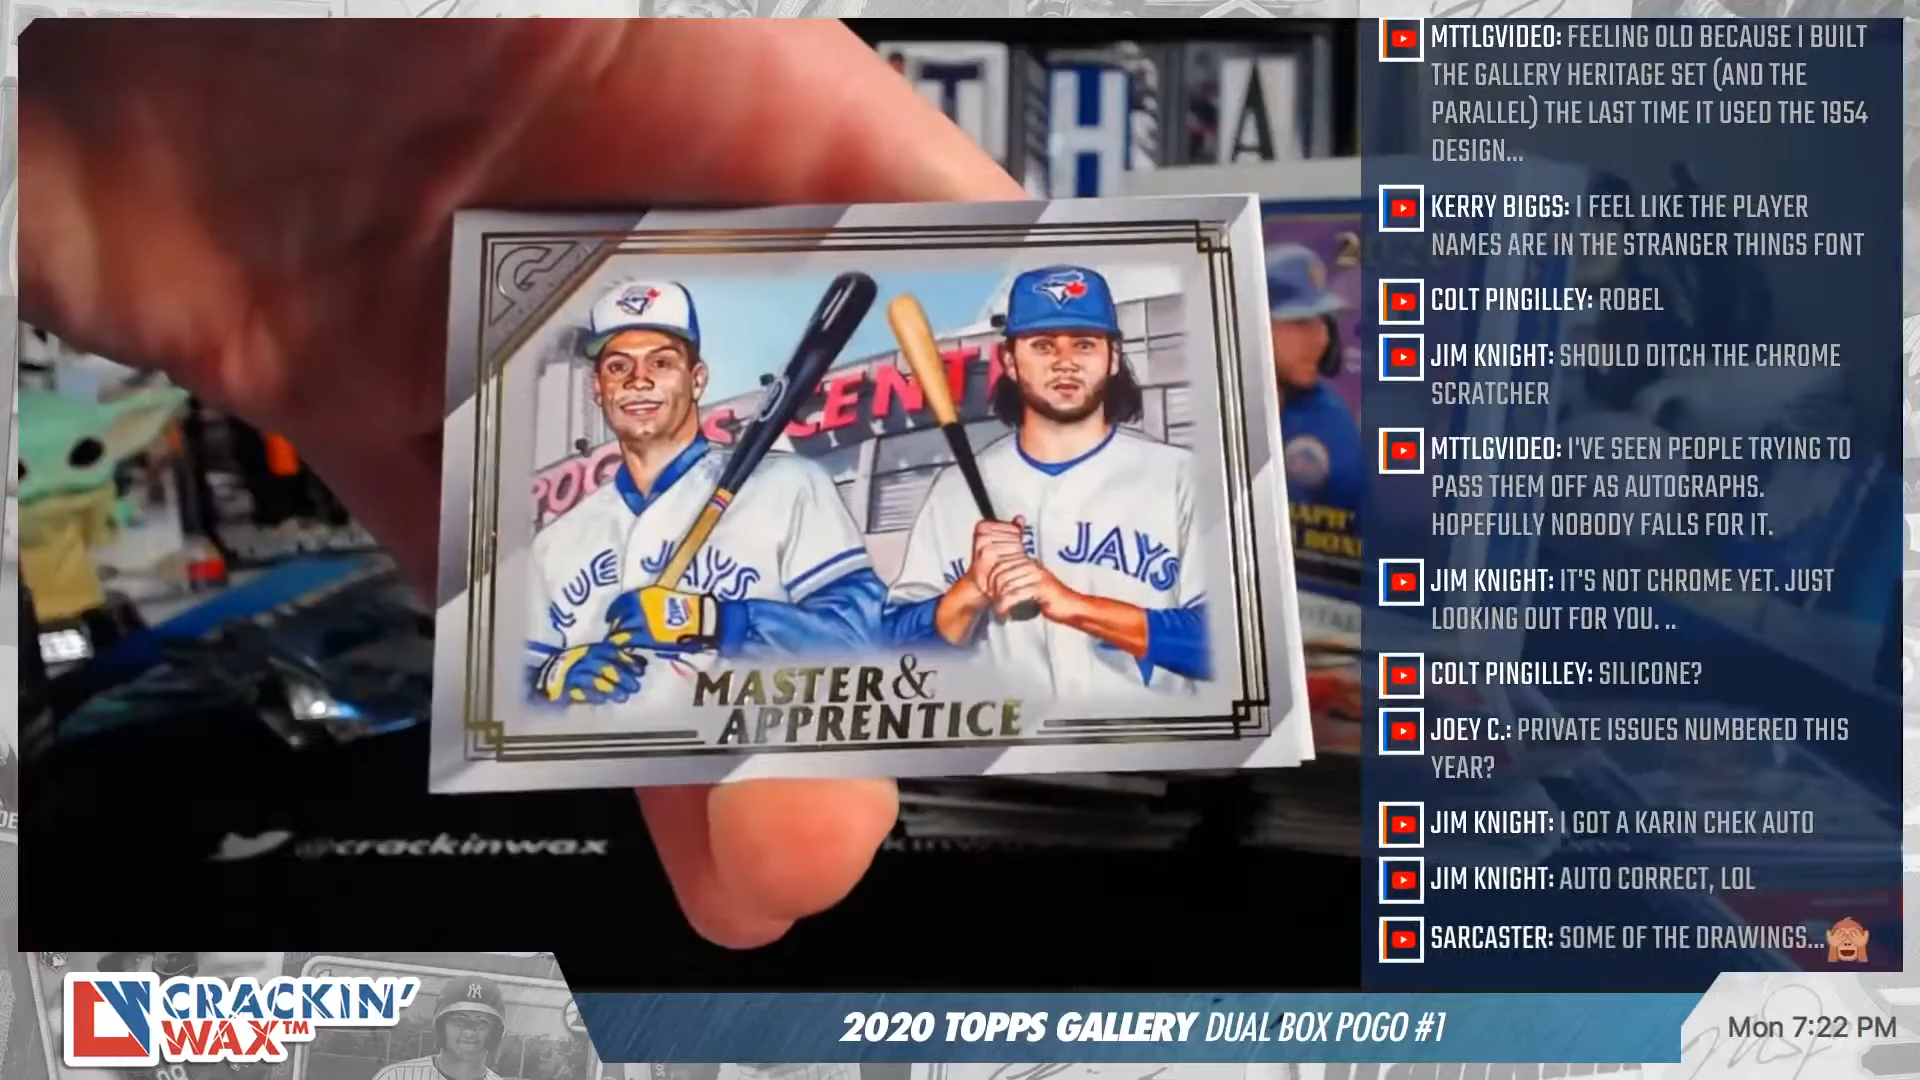 T H A
G
S CENT
ROG
BLUE JAYS
JAYS
MASTER &
APPRENTICE
@crackinwax
MTTLGVIDEO: FEELING OLD BECAUSE I BUILT
THE GALLERY HERITAGE SET (AND THE
PARALLEL) THE LAST TIME IT USED THE 1954
DESIGN...
KERRY BIGGS: I FEEL LIKE THE PLAYER
NAMES ARE IN THE STRANGER THINGS FONT
COLT PINGILLEY: ROBEL
JIM KNIGHT: SHOULD DITCH THE CHROME
SCRATCHER
MTTLGVIDEO: I'VE SEEN PEOPLE TRYING TO
PASS THEM OFF AS AUTOGRAPHS.
HOPEFULLY NOBODY FALLS FOR IT.
JIM KNIGHT: IT'S NOT CHROME YET. JUST
LOOKING OUT FOR YOU. ..
COLT PINGILLEY: SILICONE?
JOEY C.: PRIVATE ISSUES NUMBERED THIS
YEAR?
JIM KNIGHT: I GOT A KARIN CHEK AUTO
JIM KNIGHT: AUTO CORRECT, LOL
SARCASTER: SOME OF THE DRAWINGS...🙈
CRACKIN'
WAX™
2020 TOPPS GALLERY DUAL BOX POGO #1
Mon 7:22 PM